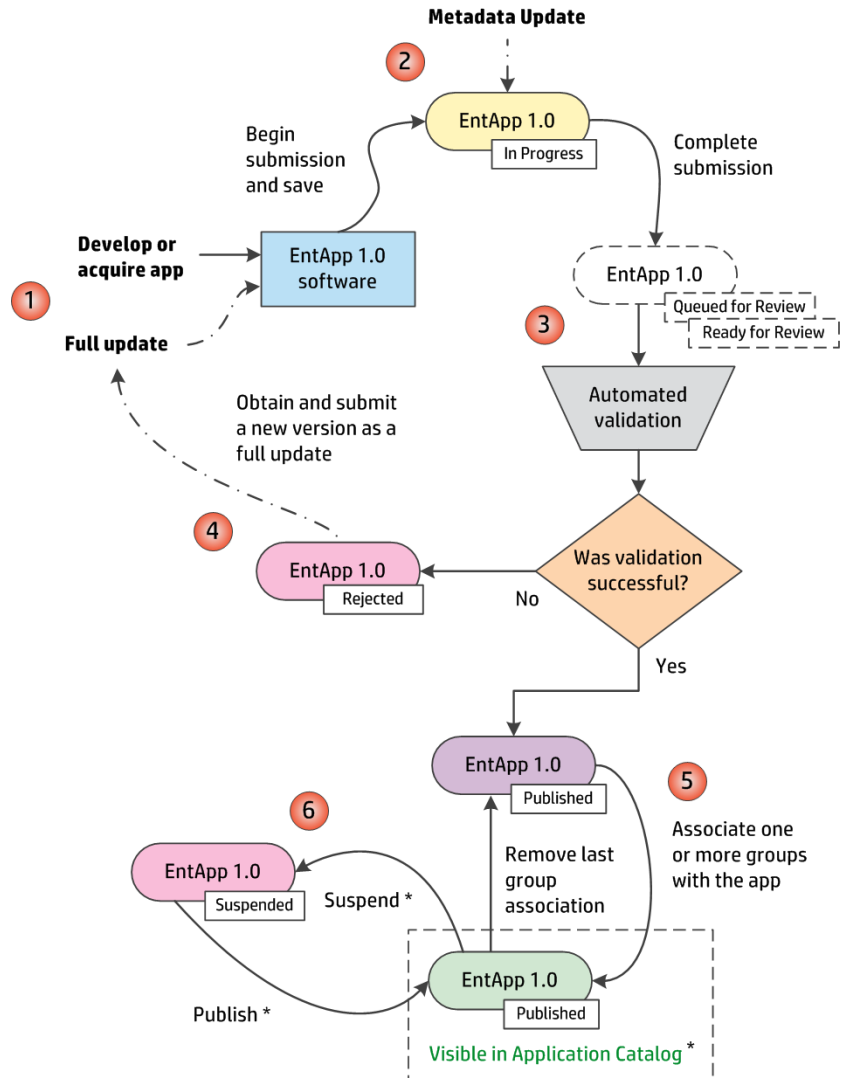 Metadata Update
2
EntApp 1.0
In Progress
Begin
submission
and save
Complete
submission
Develop or
acquire app
EntApp 1.0
software
EntApp 1.0
Queued for Review
Ready for Review
1
3
Full update
Automated
validation
Obtain and submit
a new version as a
full update
4
EntApp 1.0
Rejected
Was validation
successful?
No
Yes
EntApp 1.0
Published
5
6
Associate one
or more groups
with the app
Remove last
group
association
EntApp 1.0
Suspended
Suspend *
Publish *
EntApp 1.0
Published
Visible in Application Catalog *